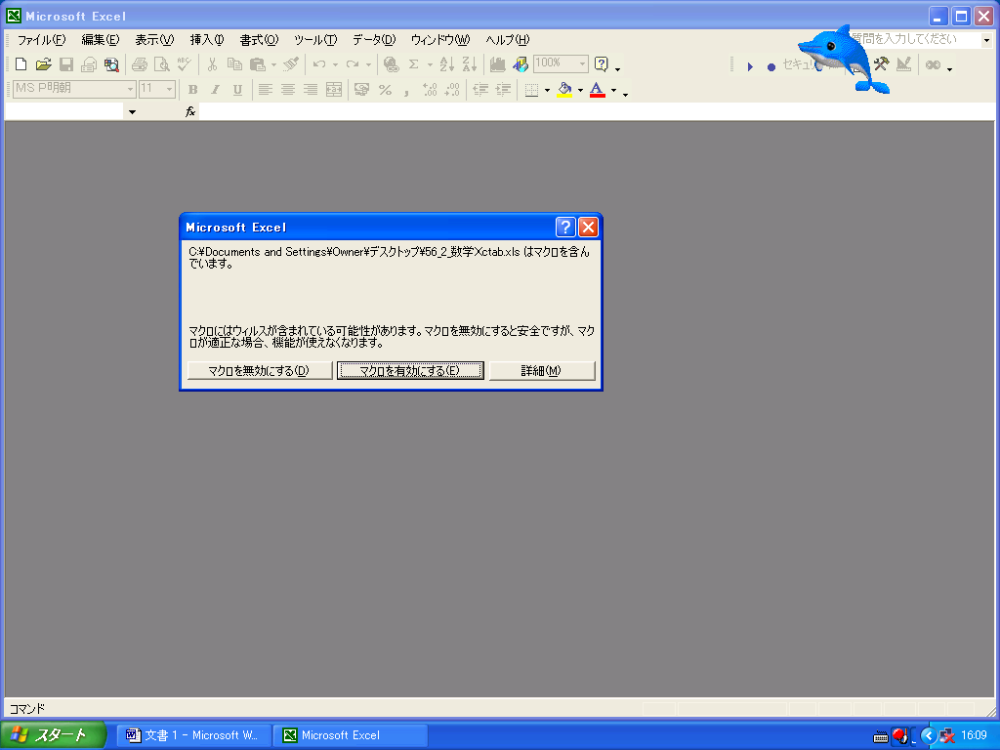 Microsoft Excel
ファイル(F) 編集(E) 表示(V) 挿入(I) 書式(O) ツール(T) データ(D) ウィンドウ(W) ヘルプ(H)
質問を入力してください
100%
セキュリ
MS P明朝 11 B I U
fx
Microsoft Excel
C:¥Documents and Settings¥Owner¥デスクトップ¥56_2_数学¥Xctab.xls はマクロを含ん
でいます。
マクロにはウィルスが含まれている可能性があります。マクロを無効にすると安全ですが、マク
ロが適正な場合、機能が使えなくなります。
マクロを無効にする(D) マクロを有効にする(E) 詳細(M)
コマンド
スタート 文書 1 - Microsoft W... Microsoft Excel 16:09